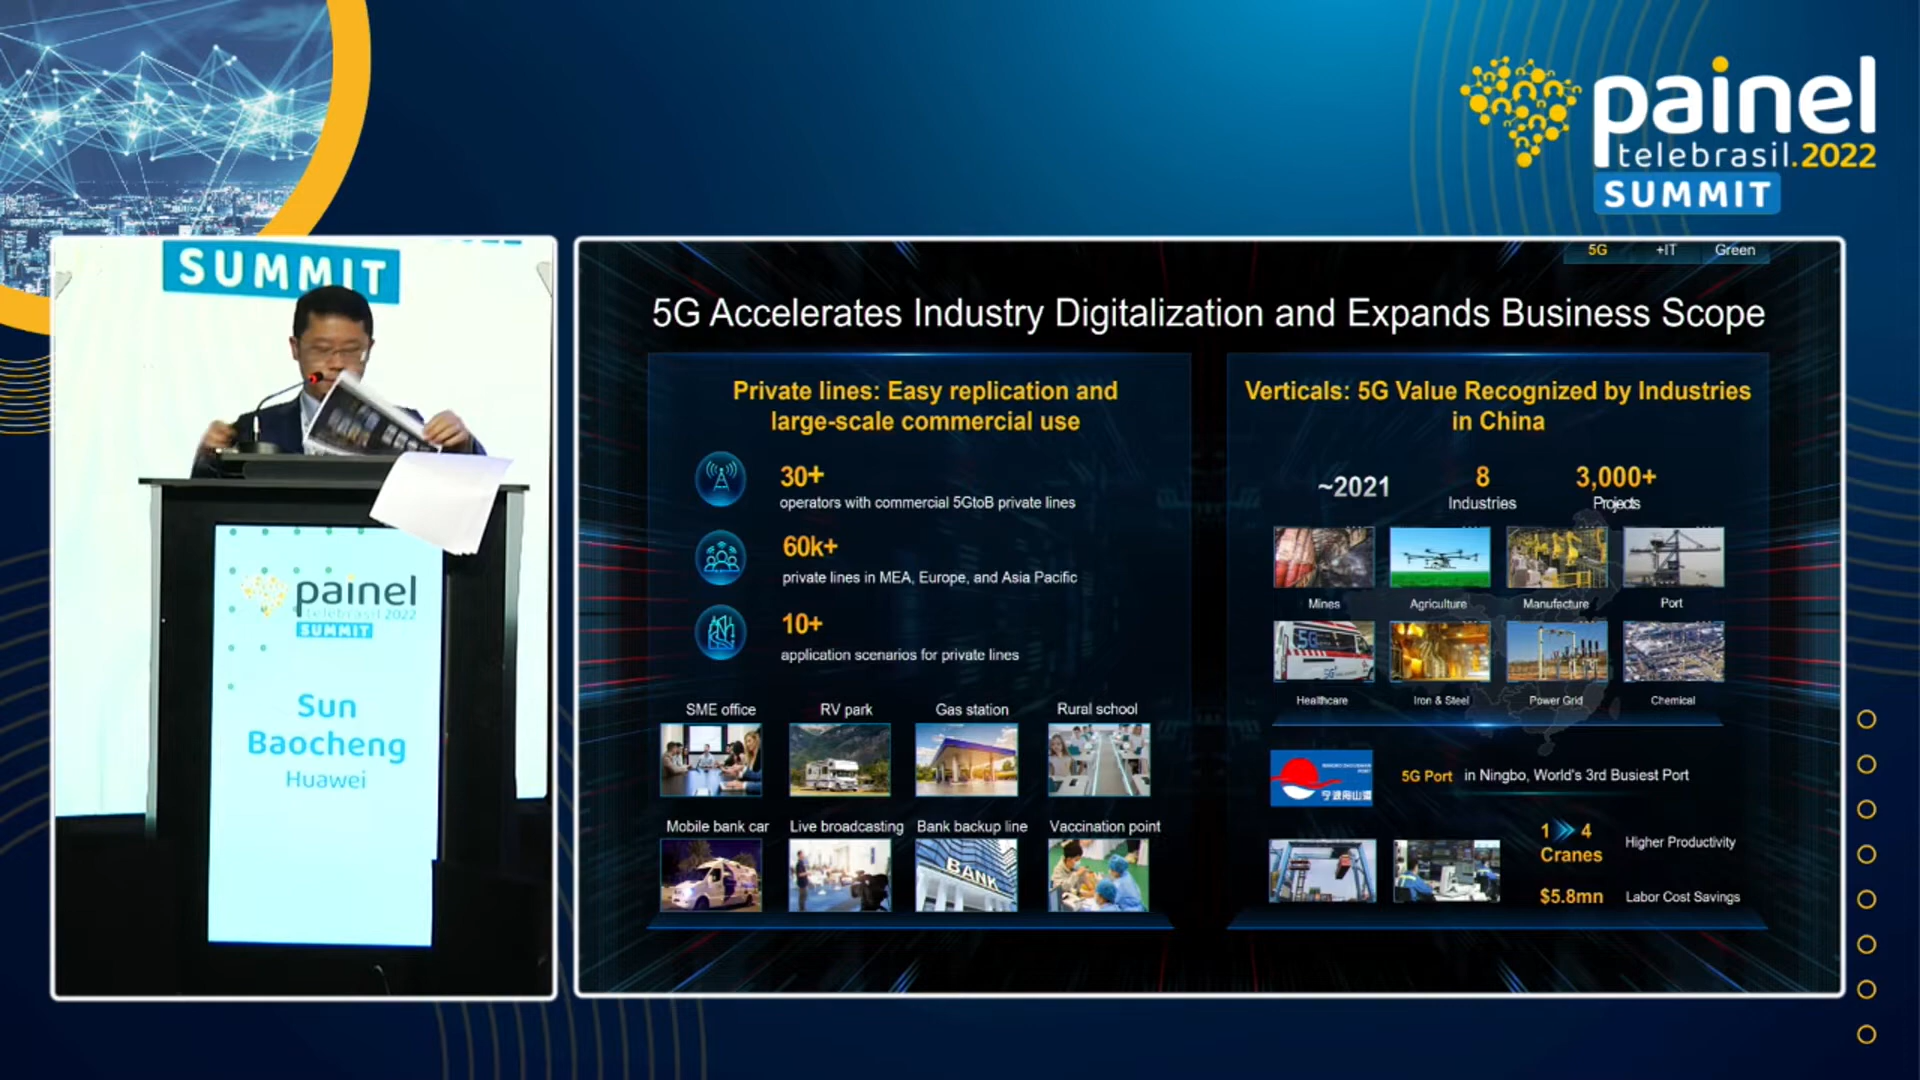 painel
telebrasil.2022
SUMMIT
SUMMIT
painel
telebrasil 2022
SUMMIT
Sun
Baocheng
Huawei
5G +IT Green
5G Accelerates Industry Digitalization and Expands Business Scope
Private lines: Easy replication and
large-scale commercial use
30+
operators with commercial 5GtoB private lines
60k+
private lines in MEA, Europe, and Asia Pacific
10+
application scenarios for private lines
SME office RV park Gas station Rural school
Mobile bank car Live broadcasting Bank backup line Vaccination point
BANK
Verticals: 5G Value Recognized by Industries
in China
~2021 8 3,000+
Industries Projects
Mines Agriculture Manufacture Port
5G
Healthcare Iron & Steel Power Grid Chemical
5G Port in Ningbo, World's 3rd Busiest Port
1 4
Cranes Higher Productivity
$5.8mn Labor Cost Savings